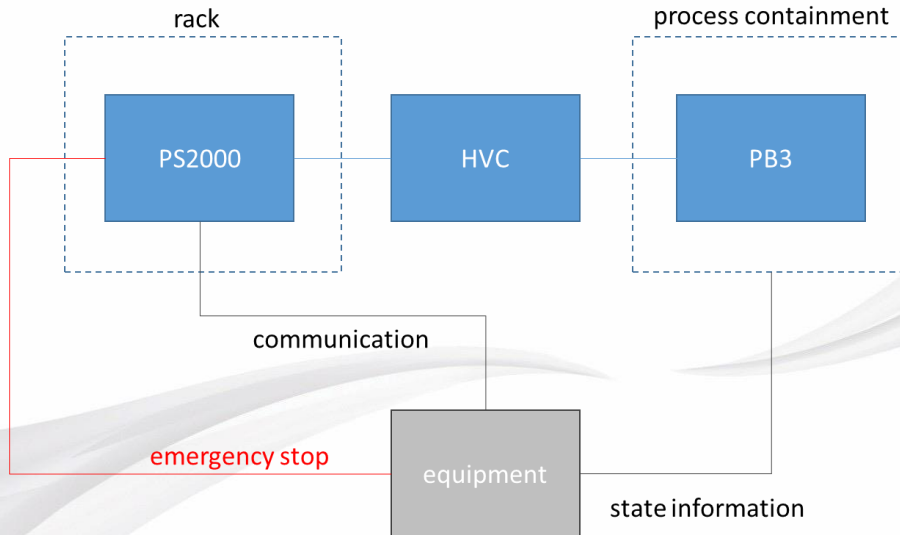 rack
process containment
PS2000
HVC
PB3
communication
emergency stop
equipment
state information